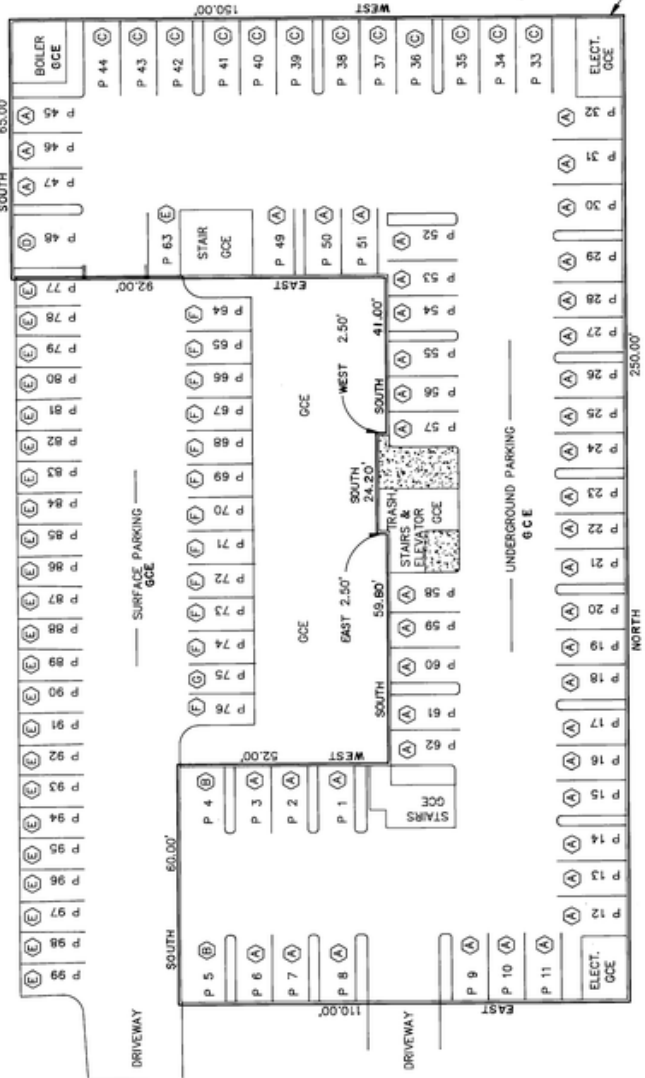 WEST 150.00'
BOILER
GCE
P 44 C
P 43 C
P 42 C
P 41 C
P 40 C
P 39 C
P 38 C
P 37 C
P 36 C
P 35 C
P 34 C
P 33 C
ELECT.
GCE
SOUTH 65.00
P 45 A
P 46 A
P 47 A
P 48 D
P 63 E
STAIR
GCE
P 49 A
P 50 A
P 51 A
92.00'
EAST
P 32 A
P 31 A
P 30 A
P 29 A
P 28 A
P 27 A
P 26 A
P 25 A
P 24 A
P 23 A
P 22 A
P 21 A
P 20 A
P 19 A
P 18 A
P 17 A
P 16 A
P 15 A
P 14 A
P 13 A
P 12 A
P 52 A
P 53 A
P 54 A
P 55 A
P 56 A
P 57 A
P 58 A
P 59 A
P 60 A
P 61 A
P 62 A
P 77 E
P 78 E
P 79 E
P 80 E
P 81 E
P 82 E
P 83 E
P 84 E
P 85 E
P 86 E
P 87 E
P 88 E
P 89 E
P 90 E
P 91 E
P 92 E
P 93 E
P 94 E
P 95 E
P 96 E
P 97 E
P 98 E
P 99 E
P 64 F
P 65 F
P 66 F
P 67 F
P 68 F
P 69 F
P 70 F
P 71 F
P 72 F
P 73 F
P 74 F
P 75 G
P 76 F
SURFACE PARKING
GCE
GCE
GCE
SOUTH 41.00'
WEST 2.50'
SOUTH
24.20'
EAST 2.50'
SOUTH 59.80'
TRASH,
STAIRS &
ELEVATOR
GCE
UNDERGROUND PARKING
GCE
NORTH 250.00'
52.00' WEST
SOUTH 60.00'
P 4 B
P 3 A
P 2 A
P 1 A
STAIRS
GCE
P 5 B
P 6 A
P 7 A
P 8 A
P 9 A
P 10 A
P 11 A
ELECT.
GCE
110.00' EAST
DRIVEWAY
DRIVEWAY